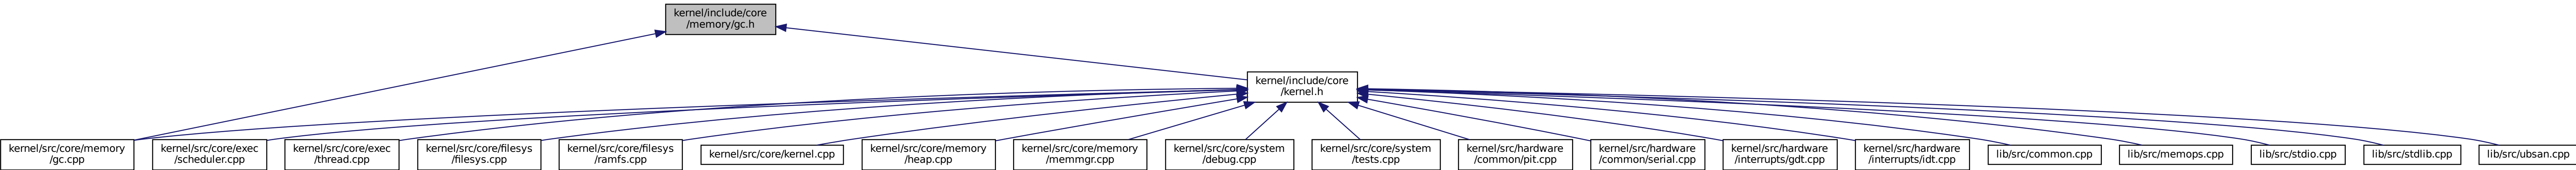 kernel/include/core
/memory/gc.h
kernel/include/core
/kernel.h
kernel/src/core/memory
/gc.cpp
kernel/src/core/exec
/scheduler.cpp
kernel/src/core/exec
/thread.cpp
kernel/src/core/filesys
/filesys.cpp
kernel/src/core/filesys
/ramfs.cpp
kernel/src/core/kernel.cpp
kernel/src/core/memory
/heap.cpp
kernel/src/core/memory
/memmgr.cpp
kernel/src/core/system
/debug.cpp
kernel/src/core/system
/tests.cpp
kernel/src/hardware
/common/pit.cpp
kernel/src/hardware
/common/serial.cpp
kernel/src/hardware
/interrupts/gdt.cpp
kernel/src/hardware
/interrupts/idt.cpp
lib/src/common.cpp
lib/src/memops.cpp
lib/src/stdio.cpp
lib/src/stdlib.cpp
lib/src/ubsan.cpp